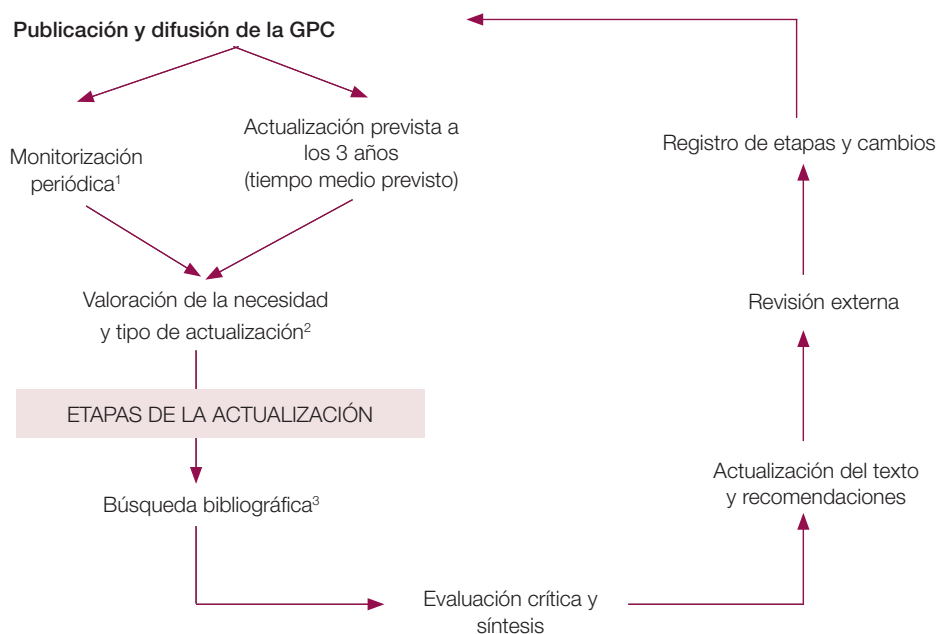 Publicación y difusión de la GPC
Monitorización
periódica¹
Actualización prevista a
los 3 años
(tiempo medio previsto)
Valoración de la necesidad
y tipo de actualización²
ETAPAS DE LA ACTUALIZACIÓN
Búsqueda bibliográfica³
Evaluación crítica y
síntesis
Actualización del texto
y recomendaciones
Revisión externa
Registro de etapas y cambios